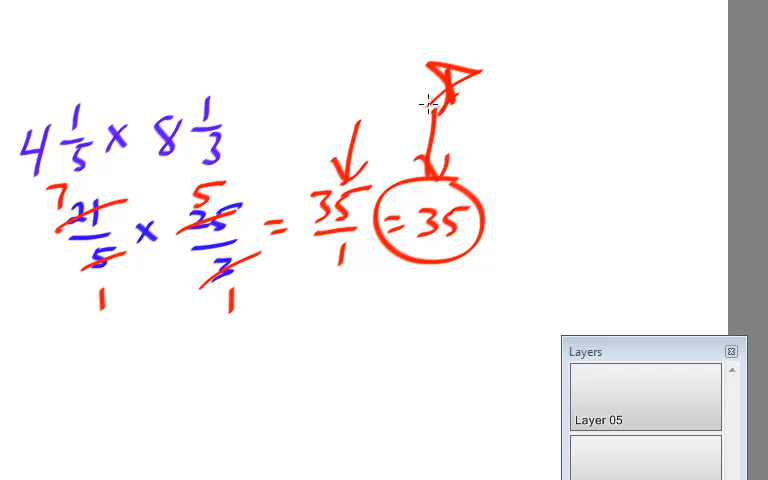 4 1/5 x 8 1/3
7 5
21/5 x 25/3 = 35/1 = 35
1 1
Layers
Layer 05